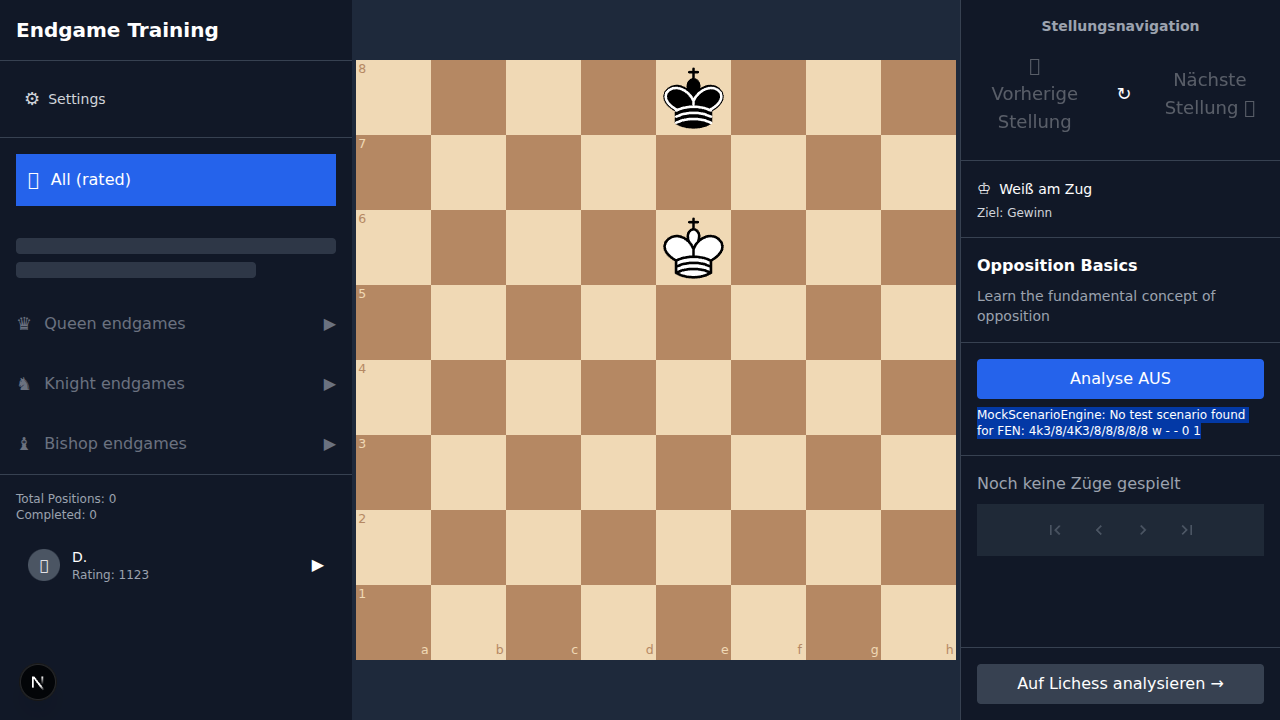 Endgame Training
⚙ Settings
All (rated)
♛ Queen endgames ▶
♞ Knight endgames ▶
♝ Bishop endgames ▶
Total Positions: 0
Completed: 0
D.
Rating: 1123 ▶
8
7
6
5
4
3
2
1
a b c d e f g h
Stellungsnavigation
Vorherige
Stellung
↻
Nächste
Stellung
♔ Weiß am Zug
Ziel: Gewinn
Opposition Basics
Learn the fundamental concept of
opposition
Analyse AUS
MockScenarioEngine: No test scenario found
for FEN: 4k3/8/4K3/8/8/8/8/8 w - - 0 1
Noch keine Züge gespielt
Auf Lichess analysieren →